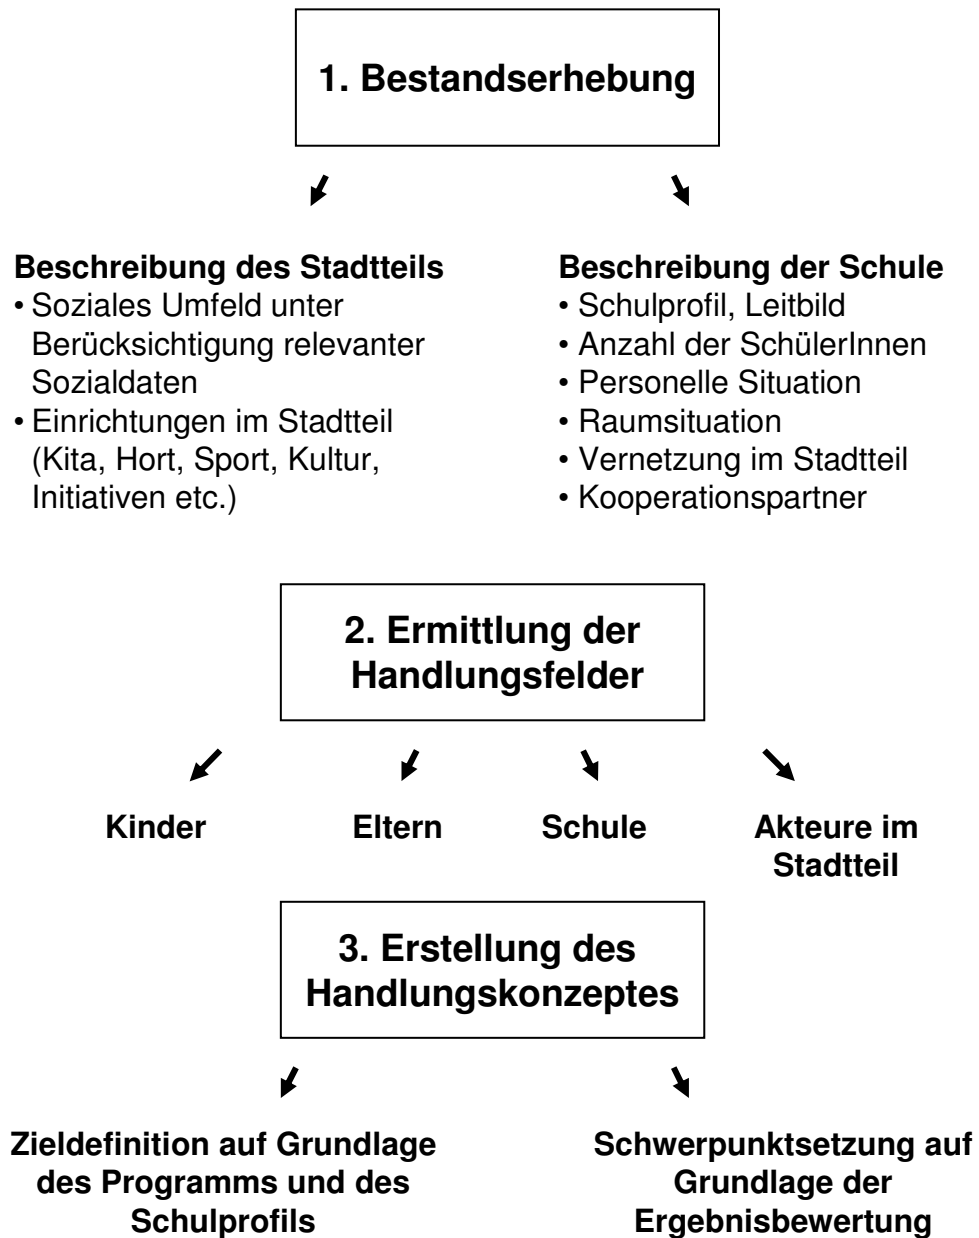 1. Bestandserhebung
Beschreibung des Stadtteils
• Soziales Umfeld unter
Berücksichtigung relevanter
Sozialdaten
• Einrichtungen im Stadtteil
(Kita, Hort, Sport, Kultur,
Initiativen etc.)
Beschreibung der Schule
• Schulprofil, Leitbild
• Anzahl der SchülerInnen
• Personelle Situation
• Raumsituation
• Vernetzung im Stadtteil
• Kooperationspartner
2. Ermittlung der
Handlungsfelder
Kinder
Eltern
Schule
Akteure im
Stadtteil
3. Erstellung des
Handlungskonzeptes
Zieldefinition auf Grundlage
des Programms und des
Schulprofils
Schwerpunktsetzung auf
Grundlage der
Ergebnisbewertung